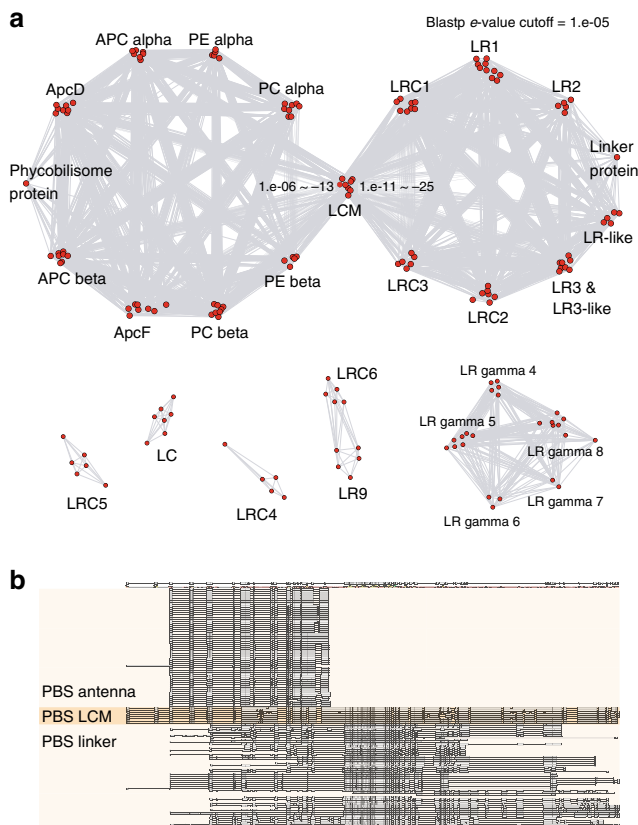 a
Blastp e-value cutoff = 1.e-05
APC alpha
PE alpha
LR1
ApcD
PC alpha
LRC1
LR2
Phycobilisome
protein
Linker
protein
1.e-06 ~ −13
1.e-11 ~ −25
LCM
LR-like
APC beta
PE beta
LRC3
LR3 &
LR3-like
ApcF
PC beta
LRC2
LRC6
LR gamma 4
LR gamma 5
LC
LR gamma 8
LRC5
LRC4
LR9
LR gamma 7
LR gamma 6
b
PBS antenna
PBS LCM
PBS linker